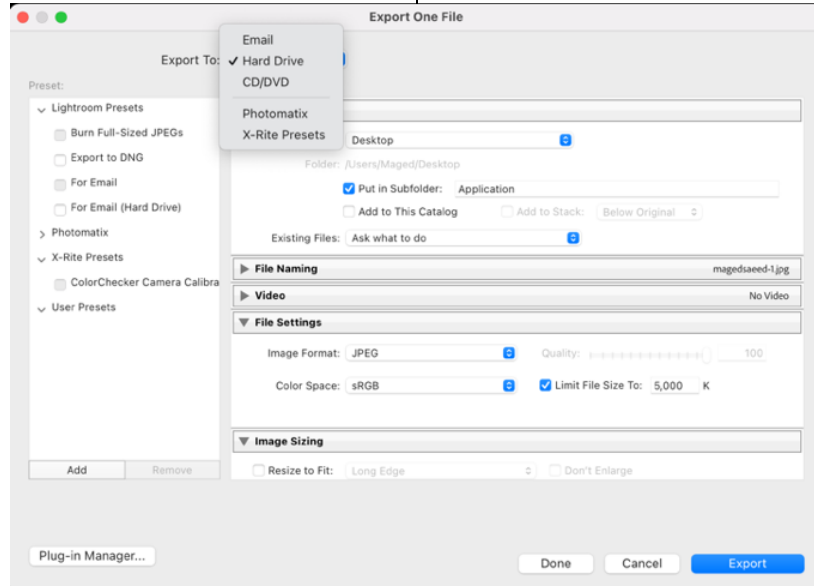 Export One File
Export To:
Email
✓ Hard Drive
CD/DVD
Photomatix
X-Rite Presets
Preset:
Lightroom Presets
Burn Full-Sized JPEGs
Export to DNG
For Email
For Email (Hard Drive)
Photomatix
X-Rite Presets
ColorChecker Camera Calibra
User Presets
Add Remove
Desktop
Folder: /Users/Maged/Desktop
Put in Subfolder: Application
Add to This Catalog Add to Stack: Below Original
Existing Files: Ask what to do
File Naming magedsaeed-1.jpg
Video No Video
File Settings
Image Format: JPEG Quality: 100
Color Space: sRGB Limit File Size To: 5,000 K
Image Sizing
Resize to Fit: Long Edge Don't Enlarge
Plug-in Manager...
Done Cancel Export